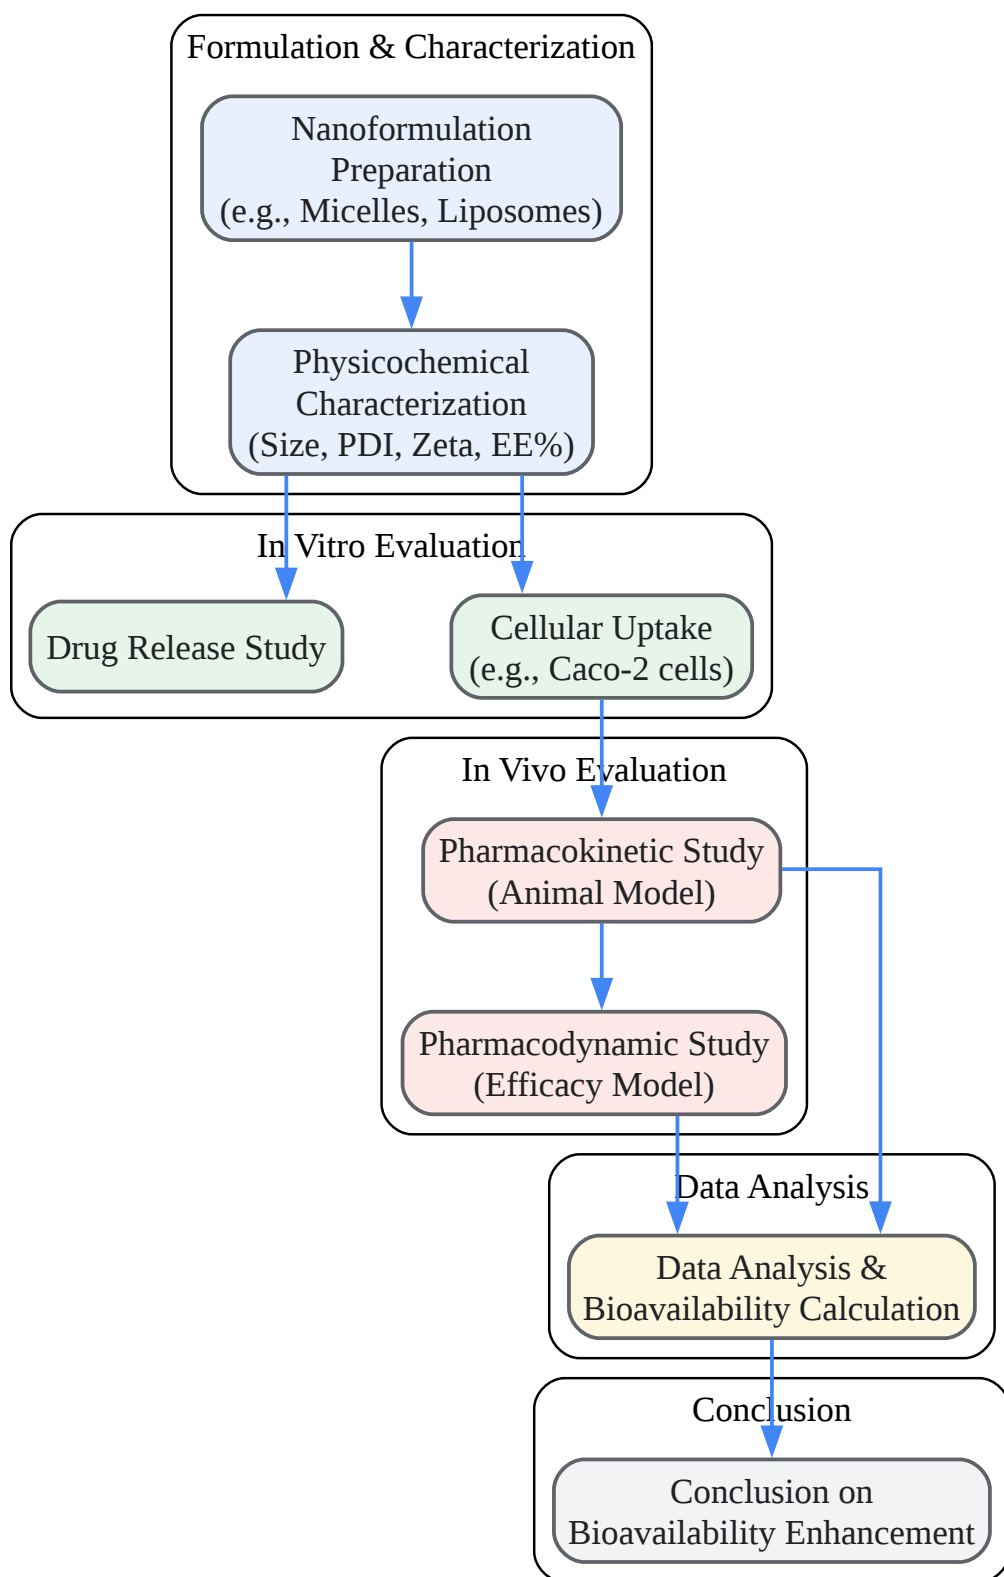 Formulation & Characterization
Nanoformulation
Preparation
(e.g., Micelles, Liposomes)
Physicochemical
Characterization
(Size, PDI, Zeta, EE%)
In Vitro Evaluation
Drug Release Study
Cellular Uptake
(e.g., Caco-2 cells)
In Vivo Evaluation
Pharmacokinetic Study
(Animal Model)
Pharmacodynamic Study
(Efficacy Model)
Data Analysis
Data Analysis &
Bioavailability Calculation
Conclusion
Conclusion on
Bioavailability Enhancement